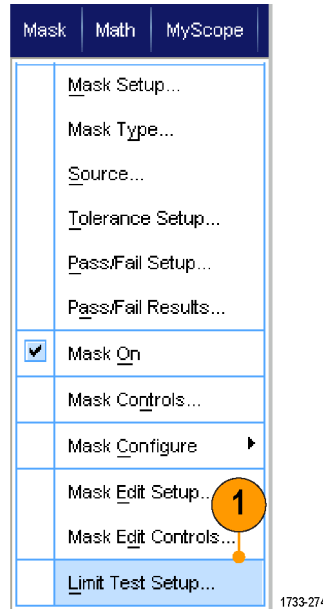 Mask Math MyScope
Mask Setup...
Mask Type...
Source...
Tolerance Setup...
Pass/Fail Setup...
Pass/Fail Results...
Mask On
Mask Controls...
Mask Configure
Mask Edit Setup...
1
Mask Edit Controls...
Limit Test Setup...